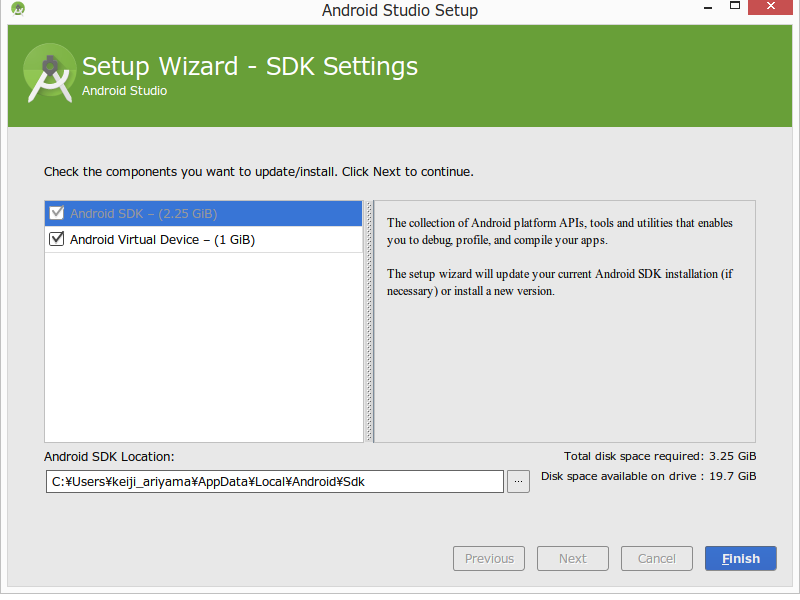 Android Studio Setup
Setup Wizard - SDK Settings
Android Studio
Check the components you want to update/install. Click Next to continue.
Android SDK – (2.25 GiB)
Android Virtual Device – (1 GiB)
The collection of Android platform APIs, tools and utilities that enables
you to debug, profile, and compile your apps.
The setup wizard will update your current Android SDK installation (if
necessary) or install a new version.
Android SDK Location:
C:¥Users¥keiji_ariyama¥AppData¥Local¥Android¥Sdk
...
Total disk space required: 3.25 GiB
Disk space available on drive : 19.7 GiB
Previous
Next
Cancel
Finish